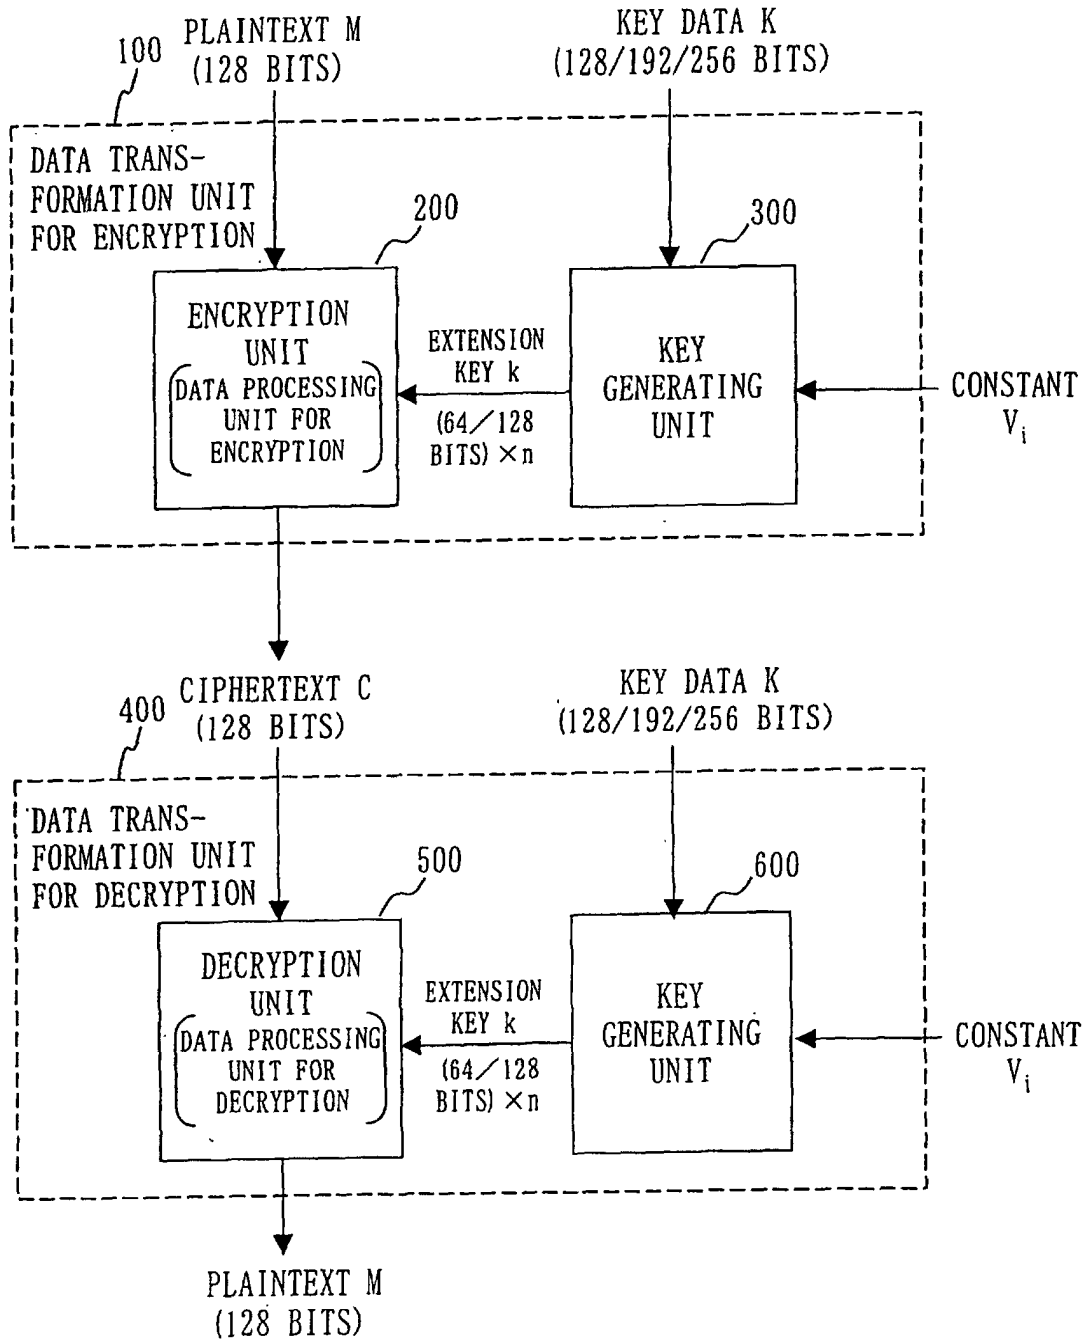 100
PLAINTEXT M
(128 BITS)
KEY DATA K
(128/192/256 BITS)
DATA TRANS-
FORMATION UNIT
FOR ENCRYPTION
200
300
ENCRYPTION
UNIT
(DATA PROCESSING
UNIT FOR
ENCRYPTION)
EXTENSION
KEY k
(64/128
BITS) ×n
KEY
GENERATING
UNIT
CONSTANT
Vi
CIPHERTEXT C
(128 BITS)
400
KEY DATA K
(128/192/256 BITS)
DATA TRANS-
FORMATION UNIT
FOR DECRYPTION
500
600
DECRYPTION
UNIT
(DATA PROCESSING
UNIT FOR
DECRYPTION)
EXTENSION
KEY k
(64/128
BITS) ×n
KEY
GENERATING
UNIT
CONSTANT
Vi
PLAINTEXT M
(128 BITS)